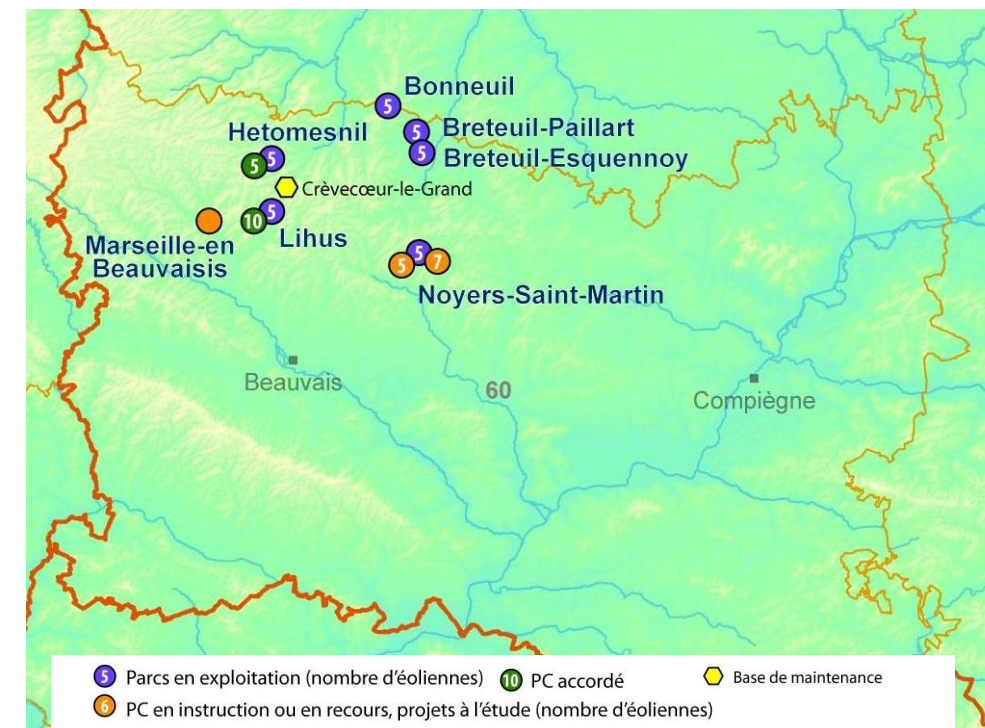 Bonneuil
5
Hetomesnil
5
Breteuil-Paillart
5
Breteuil-Esquennoy
5 5
Crèvecœur-le-Grand
10 5
Lihus
Marseille-en
Beauvaisis
5 5 7
Noyers-Saint-Martin
Beauvais
60
Compiègne
5 Parcs en exploitation (nombre d'éoliennes) 10 PC accordé Base de maintenance
6 PC en instruction ou en recours, projets à l'étude (nombre d'éoliennes)